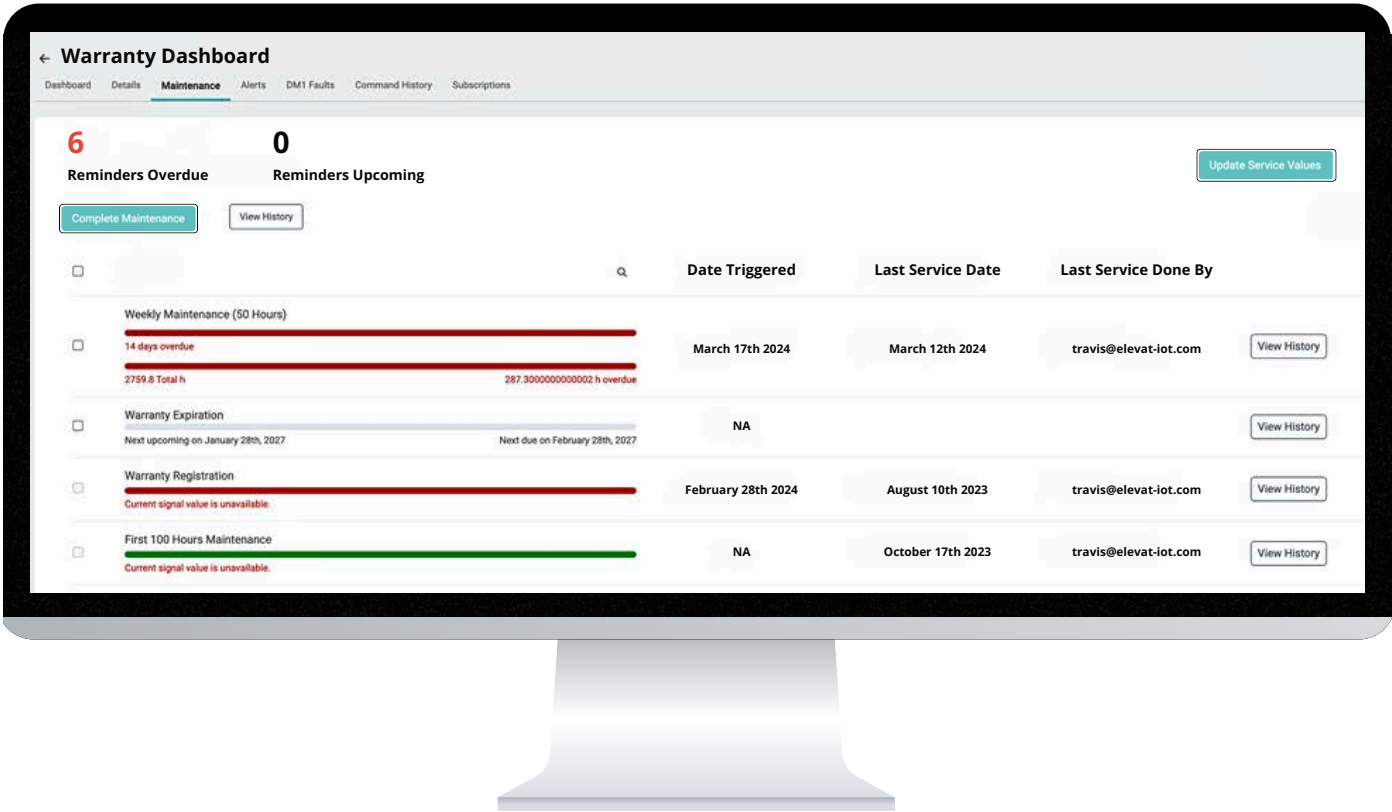 ← Warranty Dashboard
Dashboard Details Maintenance Alerts DM1 Faults Command History Subscriptions
6 0
Reminders Overdue Reminders Upcoming
Update Service Values
Complete Maintenance View History
Date Triggered Last Service Date Last Service Done By
Weekly Maintenance (50 Hours)
14 days overdue
March 17th 2024 March 12th 2024 travis@elevat-iot.com View History
2759.8 Total h 287.3000000000002 h overdue
Warranty Expiration
NA View History
Next upcoming on January 28th, 2027 Next due on February 28th, 2027
Warranty Registration
February 28th 2024 August 10th 2023 travis@elevat-iot.com View History
Current signal value is unavailable.
First 100 Hours Maintenance
NA October 17th 2023 travis@elevat-iot.com View History
Current signal value is unavailable.